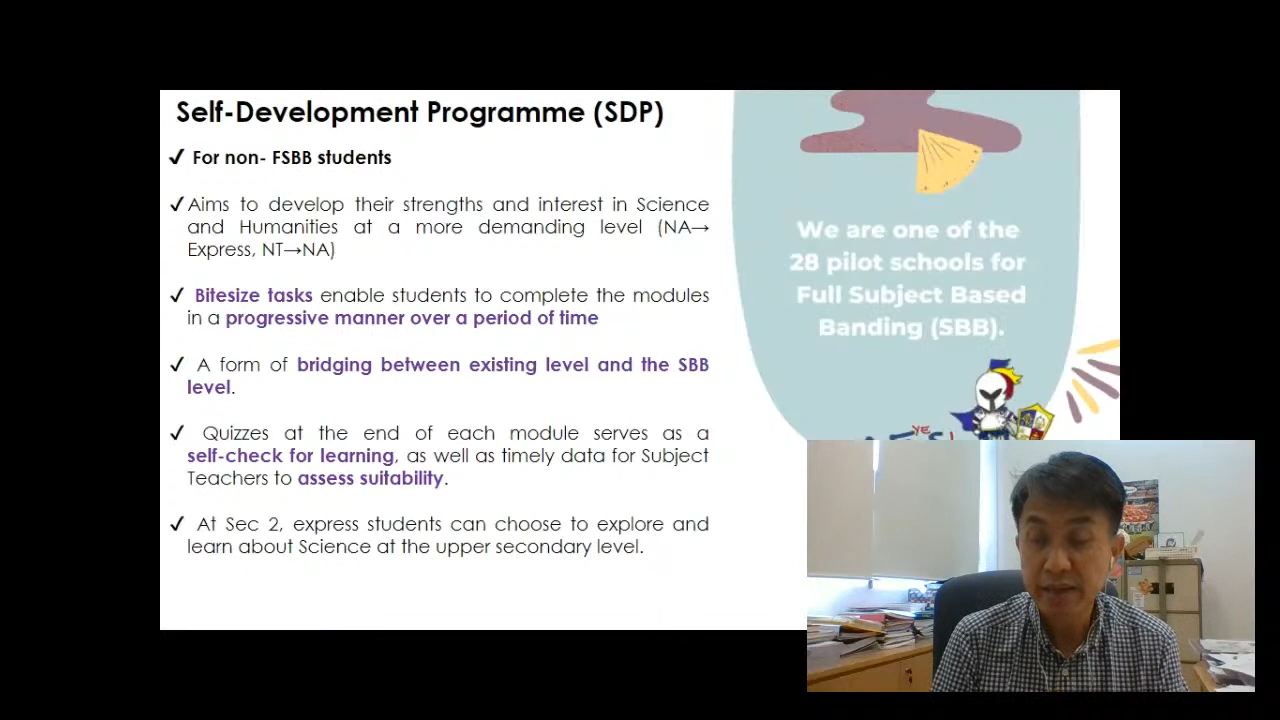 Self-Development Programme (SDP)
✓ For non- FSBB students
✓ Aims to develop their strengths and interest in Science
and Humanities at a more demanding level (NA→
Express, NT→NA)
✓ Bitesize tasks enable students to complete the modules
in a progressive manner over a period of time
✓ A form of bridging between existing level and the SBB
level.
✓ Quizzes at the end of each module serves as a
self-check for learning, as well as timely data for Subject
Teachers to assess suitability.
✓ At Sec 2, express students can choose to explore and
learn about Science at the upper secondary level.
We are one of the
28 pilot schools for
Full Subject Based
Banding (SBB).
YE